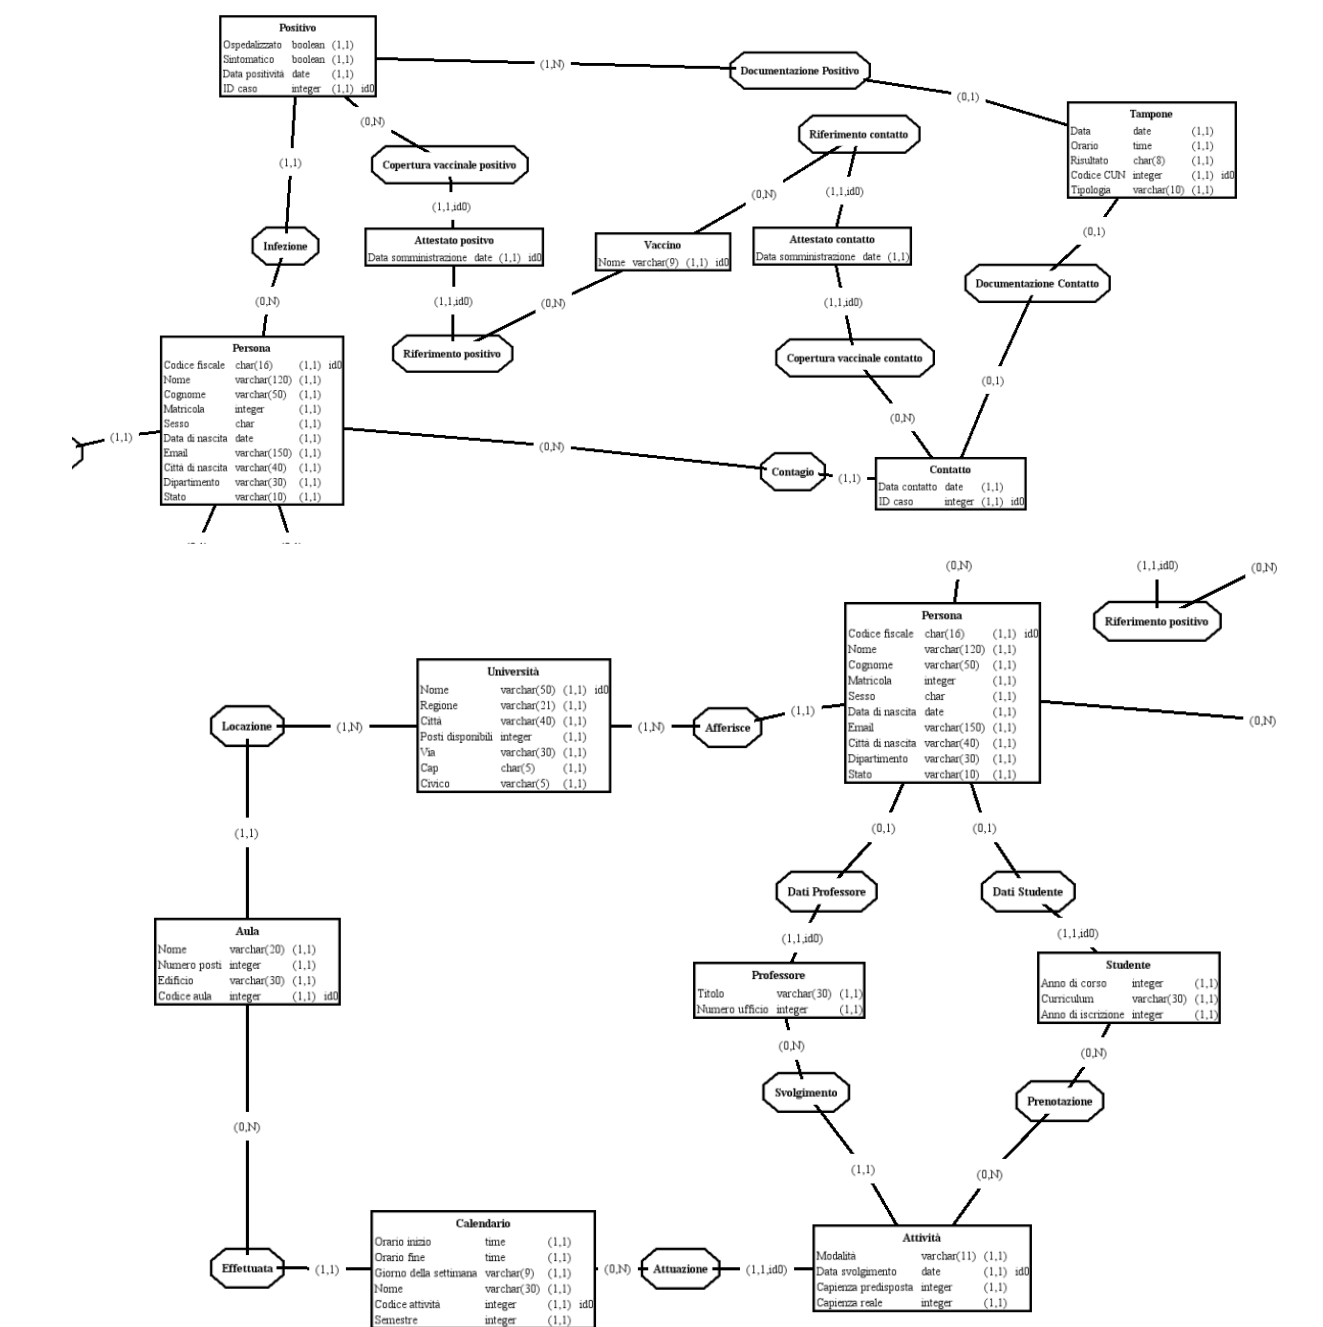 Positivo
Ospedalizzato boolean (1,1)
Sintomatico boolean (1,1)
Data positività date (1,1)
ID caso integer (1,1) id0
(1,N)
Documentazione Positivo
(0,1)
Tampone
Data date (1,1)
Orario time (1,1)
Risultato char(8) (1,1)
Codice CUN integer (1,1) id0
Tipologia varchar(10) (1,1)
(0,N)
Riferimento contatto
(1,1)
Copertura vaccinale positivo
(0,N)
(1,1,id0)
(1,1,id0)
Infezione
Attestato positvo
Data somministrazione date (1,1) id0
Vaccino
Nome varchar(9) (1,1) id0
Attestato contatto
Data somministrazione date (1,1)
(0,1)
Documentazione Contatto
(0,N)
(1,1,id0)
(0,N)
(1,1,id0)
Riferimento positivo
Copertura vaccinale contatto
(0,1)
Persona
Codice fiscale char(16) (1,1) id0
Nome varchar(120) (1,1)
Cognome varchar(50) (1,1)
Matricola integer (1,1)
Sesso char (1,1)
Data di nascita date (1,1)
Email varchar(150) (1,1)
Città di nascita varchar(40) (1,1)
Dipartimento varchar(30) (1,1)
Stato varchar(10) (1,1)
(1,1)
(0,N)
(0,N)
Contagio
(1,1)
Contatto
Data contatto date (1,1)
ID caso integer (1,1) id0
(0,N)
(1,1,id0)
(0,N)
Persona
Codice fiscale char(16) (1,1) id0
Nome varchar(120) (1,1)
Cognome varchar(50) (1,1)
Matricola integer (1,1)
Sesso char (1,1)
Data di nascita date (1,1)
Email varchar(150) (1,1)
Città di nascita varchar(40) (1,1)
Dipartimento varchar(30) (1,1)
Stato varchar(10) (1,1)
Riferimento positivo
Università
Nome varchar(50) (1,1) id0
Regione varchar(21) (1,1)
Città varchar(40) (1,1)
Posti disponibili integer (1,1)
Via varchar(30) (1,1)
Cap char(5) (1,1)
Civico varchar(5) (1,1)
Locazione
(1,N)
(1,N)
Afferisce
(1,1)
(0,N)
(1,1)
(0,1)
(0,1)
Dati Professore
Dati Studente
Aula
Nome varchar(20) (1,1)
Numero posti integer (1,1)
Edificio varchar(30) (1,1)
Codice aula integer (1,1) id0
(1,1,id0)
(1,1,id0)
Professore
Titolo varchar(30) (1,1)
Numero ufficio integer (1,1)
Studente
Anno di corso integer (1,1)
Curriculum varchar(30) (1,1)
Anno di iscrizione integer (1,1)
(0,N)
(0,N)
Svolgimento
Prenotazione
(0,N)
(1,1)
(0,N)
Effettuata
(1,1)
Calendario
Orario inizio time (1,1)
Orario fine time (1,1)
Giorno della settimana varchar(9) (1,1)
Nome varchar(30) (1,1)
Codice attività integer (1,1) id0
Semestre integer (1,1)
(0,N)
Attuazione
(1,1,id0)
Attività
Modalità varchar(11) (1,1)
Data svolgimento date (1,1) id0
Capienza predisposta integer (1,1)
Capienza reale integer (1,1)